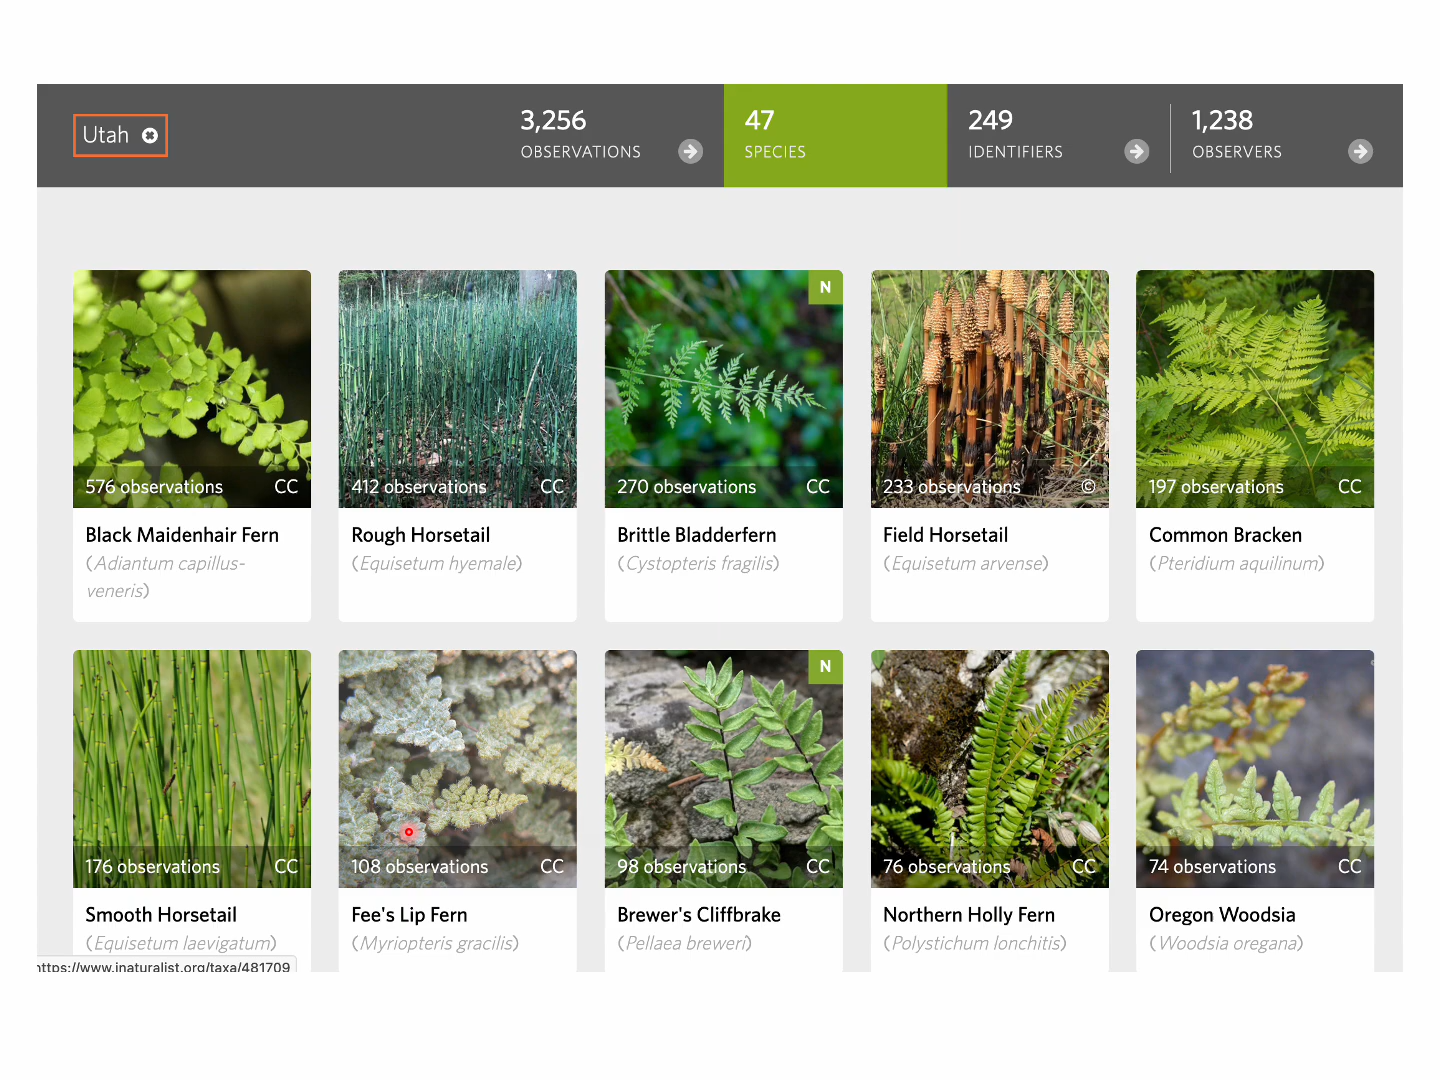 Utah
3,256
OBSERVATIONS
47
SPECIES
249
IDENTIFIERS
1,238
OBSERVERS
576 observations CC
Black Maidenhair Fern
(Adiantum capillus-
veneris)
412 observations CC
Rough Horsetail
(Equisetum hyemale)
N
270 observations CC
Brittle Bladderfern
(Cystopteris fragilis)
233 observations ©
Field Horsetail
(Equisetum arvense)
197 observations CC
Common Bracken
(Pteridium aquilinum)
176 observations CC
Smooth Horsetail
(Equisetum laevigatum)
108 observations CC
Fee's Lip Fern
(Myriopteris gracilis)
N
98 observations CC
Brewer's Cliffbrake
(Pellaea breweri)
76 observations CC
Northern Holly Fern
(Polystichum lonchitis)
74 observations CC
Oregon Woodsia
(Woodsia oregana)
https://www.inaturalist.org/taxa/481709